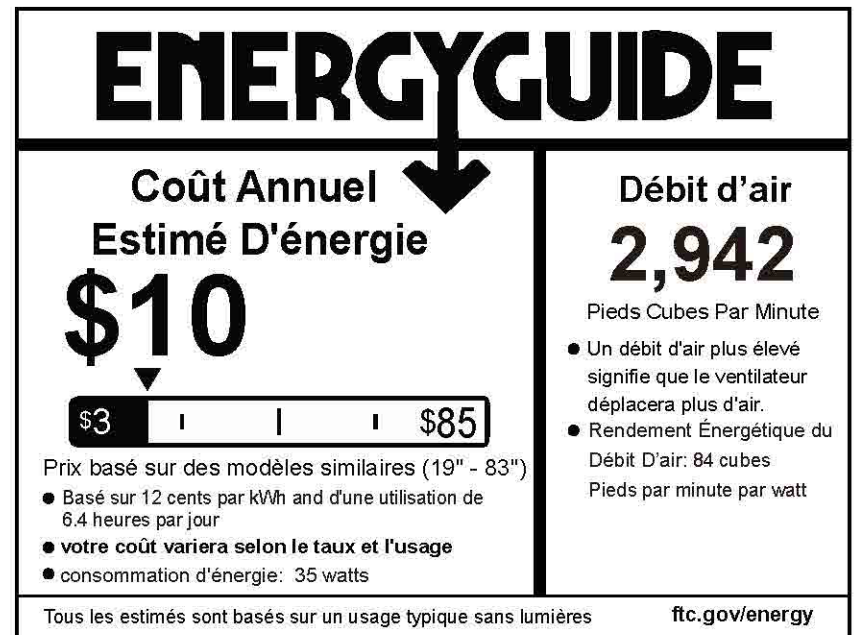 ENERGYGUIDE
Coût Annuel
Estimé D'énergie
$10
$3 $85
Prix basé sur des modèles similaires (19" - 83")
● Basé sur 12 cents par kWh and d'une utilisation de
6.4 heures par jour
● votre coût variera selon le taux et l'usage
● consommation d'énergie: 35 watts
Débit d'air
2,942
Pieds Cubes Par Minute
● Un débit d'air plus élevé
signifie que le ventilateur
déplacera plus d'air.
● Rendement Énergétique du
Débit D'air: 84 cubes
Pieds par minute par watt
Tous les estimés sont basés sur un usage typique sans lumières
ftc.gov/energy